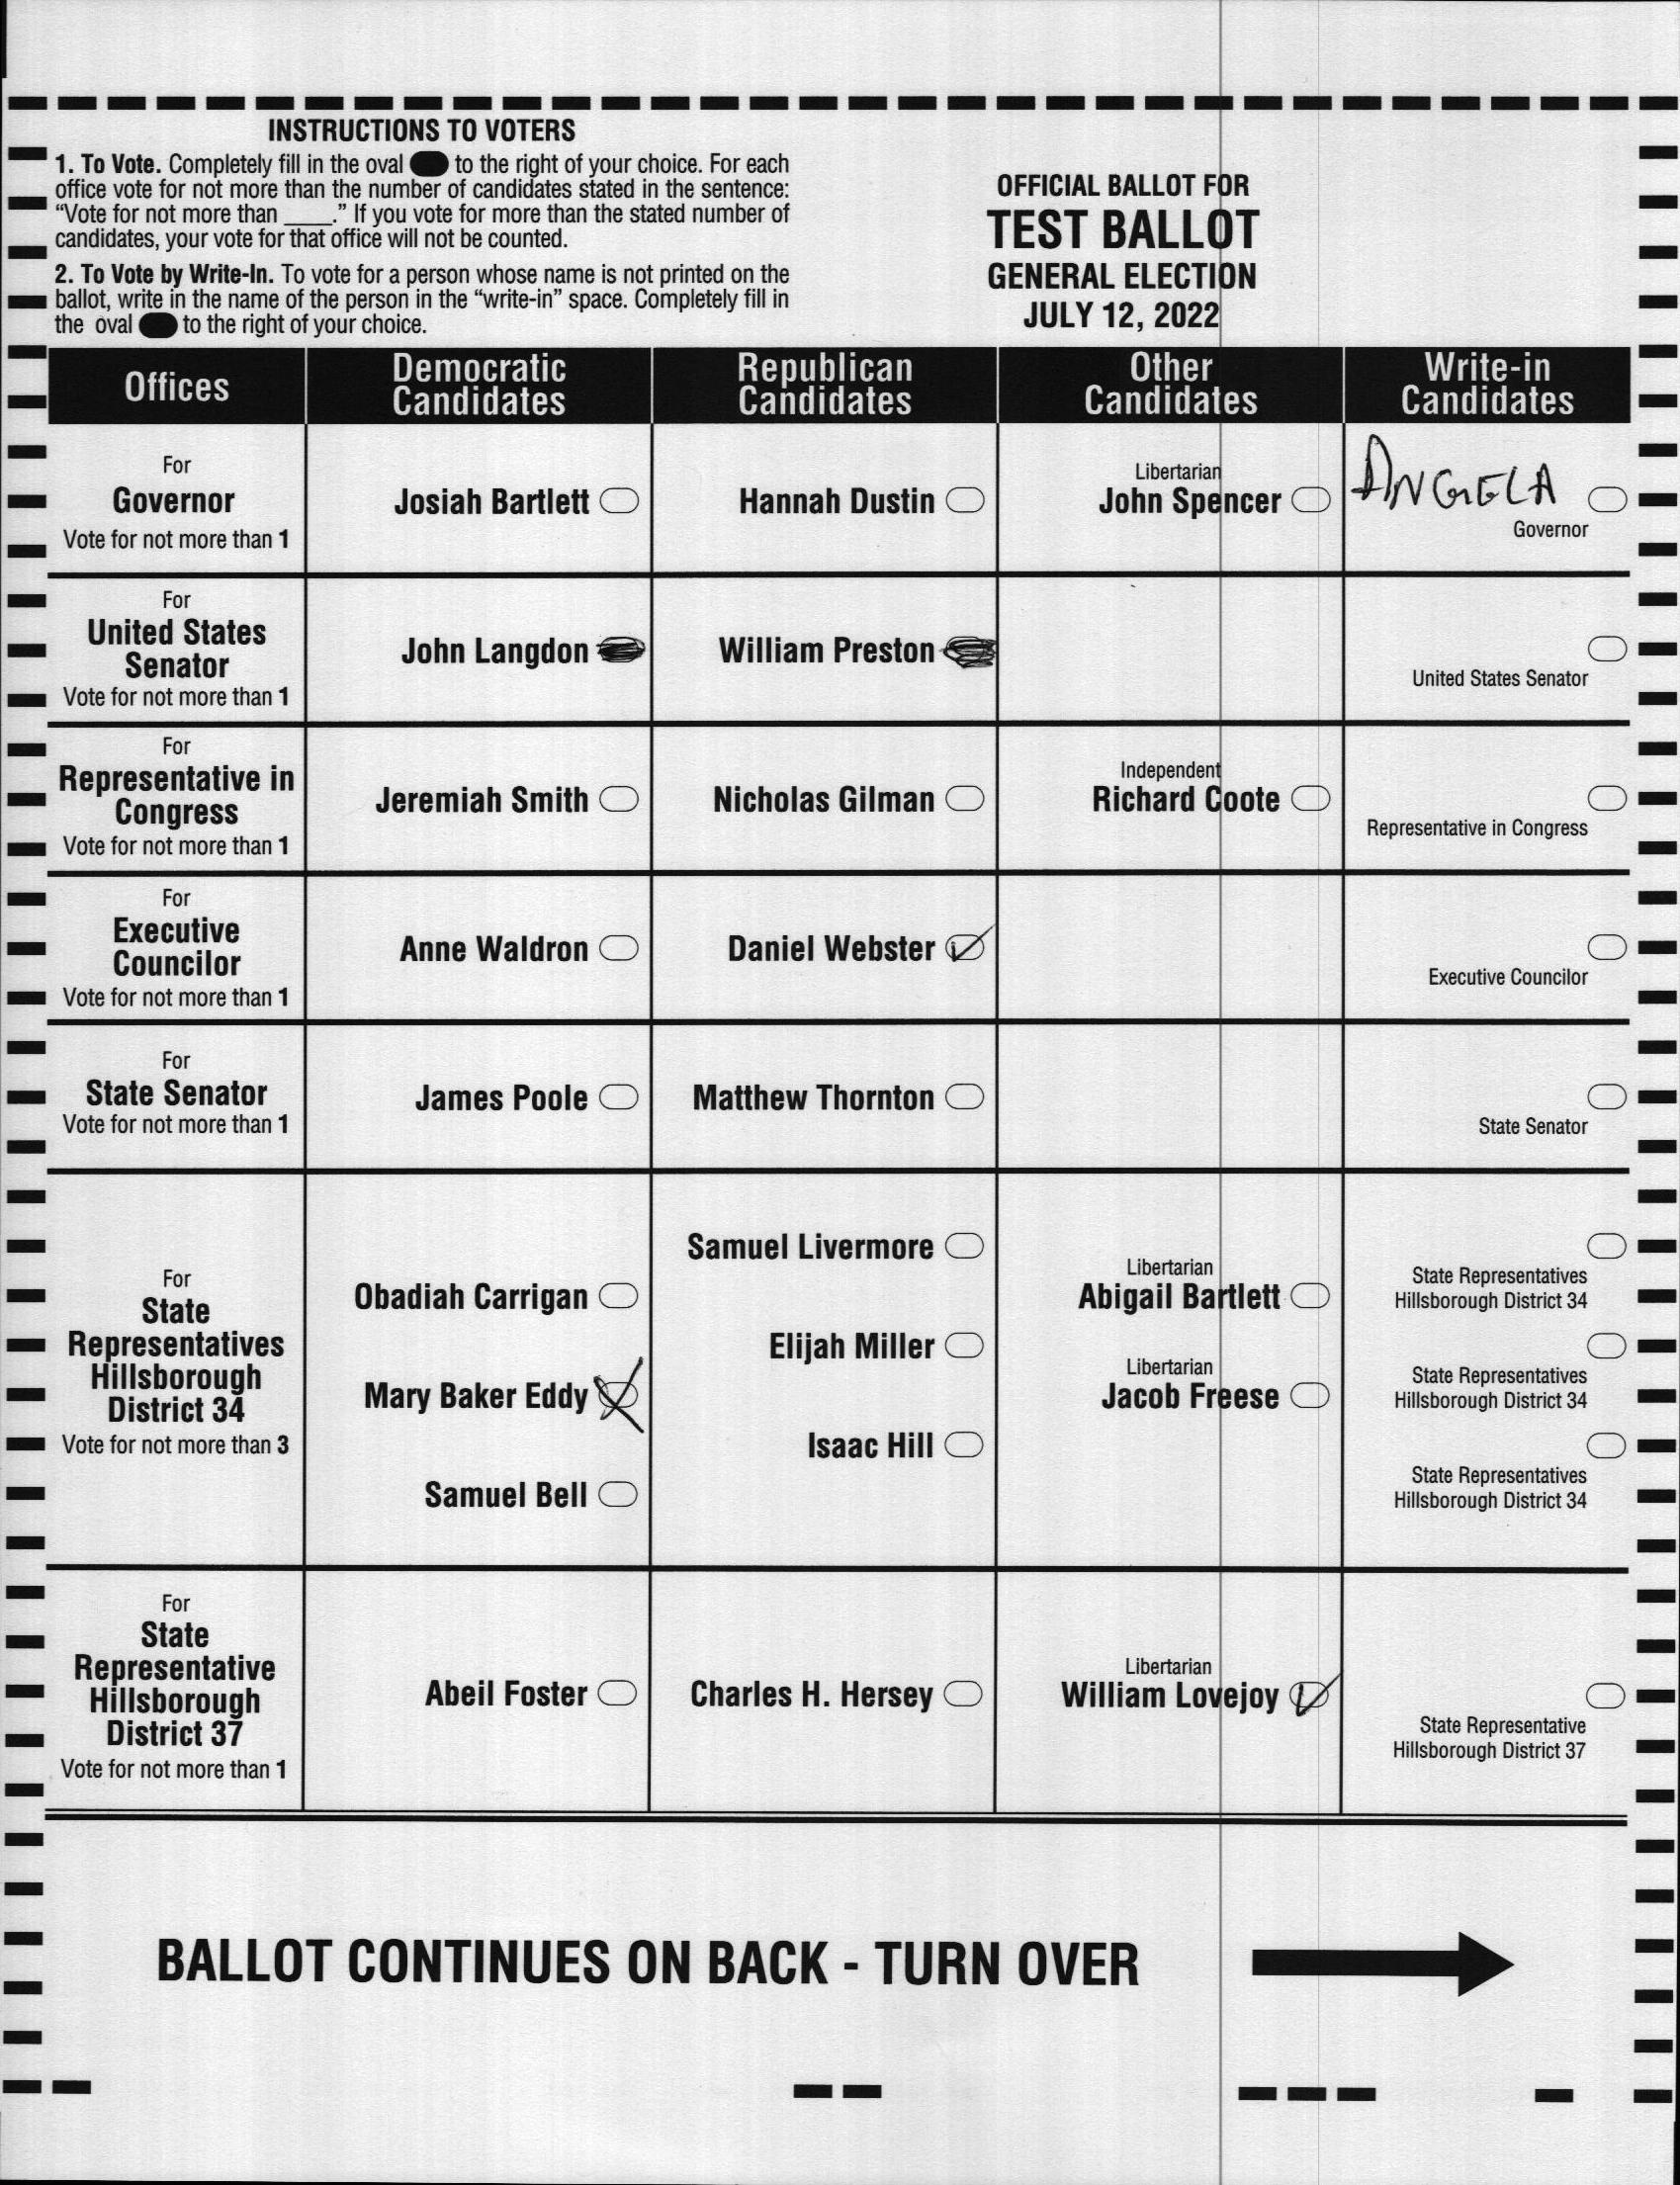 INSTRUCTIONS TO VOTERS
1. To Vote. Completely fill in the oval to the right of your choice. For each
office vote for not more than the number of candidates stated in the sentence:
“Vote for not more than ____.” If you vote for more than the stated number of
candidates, your vote for that office will not be counted.
2. To Vote by Write-In. To vote for a person whose name is not printed on the
ballot, write in the name of the person in the “write-in” space. Completely fill in
the oval to the right of your choice.
OFFICIAL BALLOT FOR
TEST BALLOT
GENERAL ELECTION
JULY 12, 2022
Offices
Democratic
Candidates
Republican
Candidates
Other
Candidates
Write-in
Candidates
For
Governor
Vote for not more than 1
Josiah Bartlett
Hannah Dustin
Libertarian
John Spencer
ANGELA
Governor
For
United States
Senator
Vote for not more than 1
John Langdon
William Preston
United States Senator
For
Representative in
Congress
Vote for not more than 1
Jeremiah Smith
Nicholas Gilman
Independent
Richard Coote
Representative in Congress
For
Executive
Councilor
Vote for not more than 1
Anne Waldron
Daniel Webster
Executive Councilor
For
State Senator
Vote for not more than 1
James Poole
Matthew Thornton
State Senator
For
State
Representatives
Hillsborough
District 34
Vote for not more than 3
Obadiah Carrigan
Mary Baker Eddy
Samuel Bell
Samuel Livermore
Elijah Miller
Isaac Hill
Libertarian
Abigail Bartlett
Libertarian
Jacob Freese
State Representatives
Hillsborough District 34
State Representatives
Hillsborough District 34
State Representatives
Hillsborough District 34
For
State
Representative
Hillsborough
District 37
Vote for not more than 1
Abeil Foster
Charles H. Hersey
Libertarian
William Lovejoy
State Representative
Hillsborough District 37
BALLOT CONTINUES ON BACK - TURN OVER